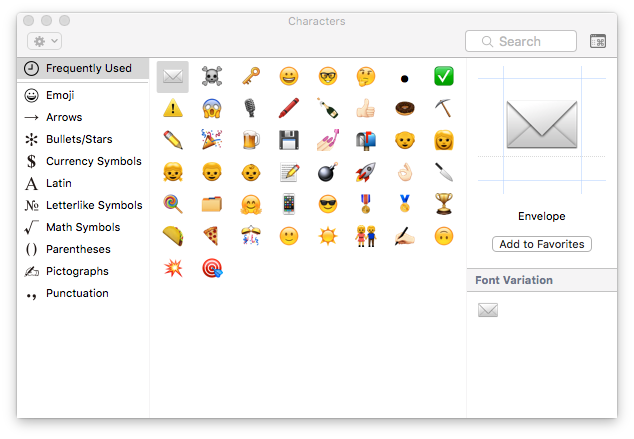 Characters
Search
Frequently Used
Emoji
Arrows
Bullets/Stars
Currency Symbols
Latin
Letterlike Symbols
Math Symbols
Parentheses
Pictographs
Punctuation
Envelope
Add to Favorites
Font Variation